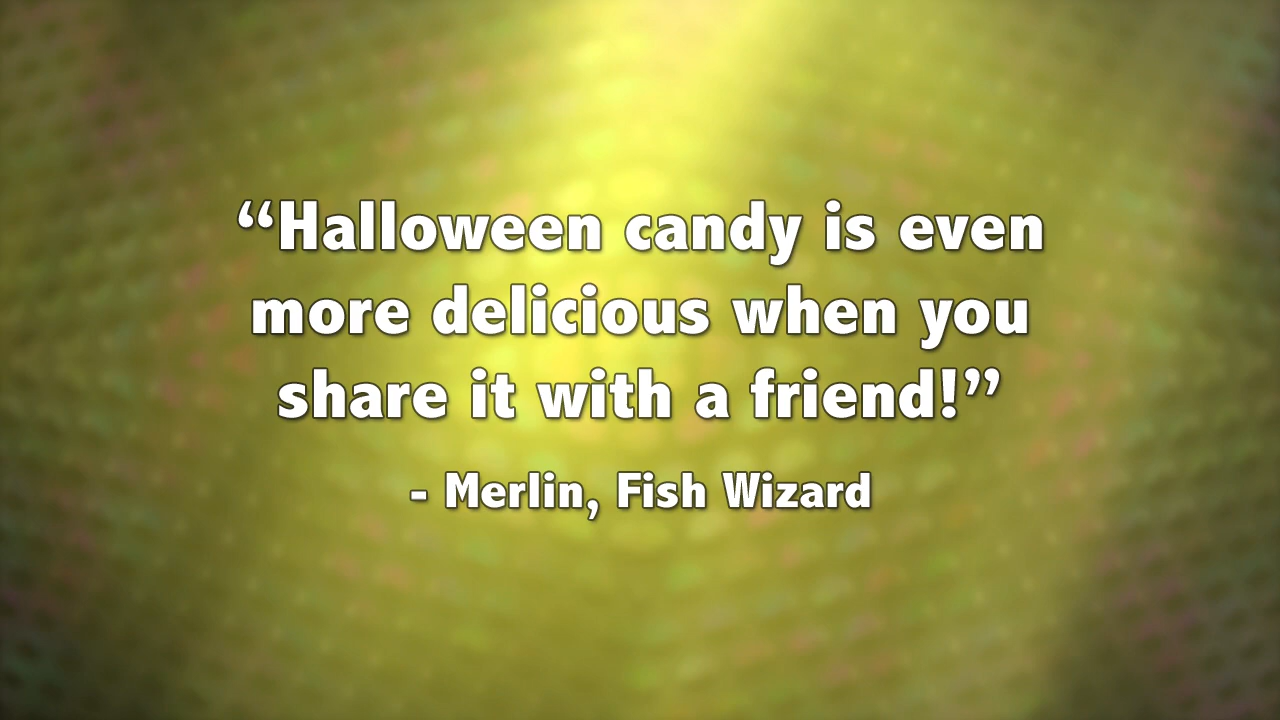 “Halloween candy is even
more delicious when you
share it with a friend!”
- Merlin, Fish Wizard